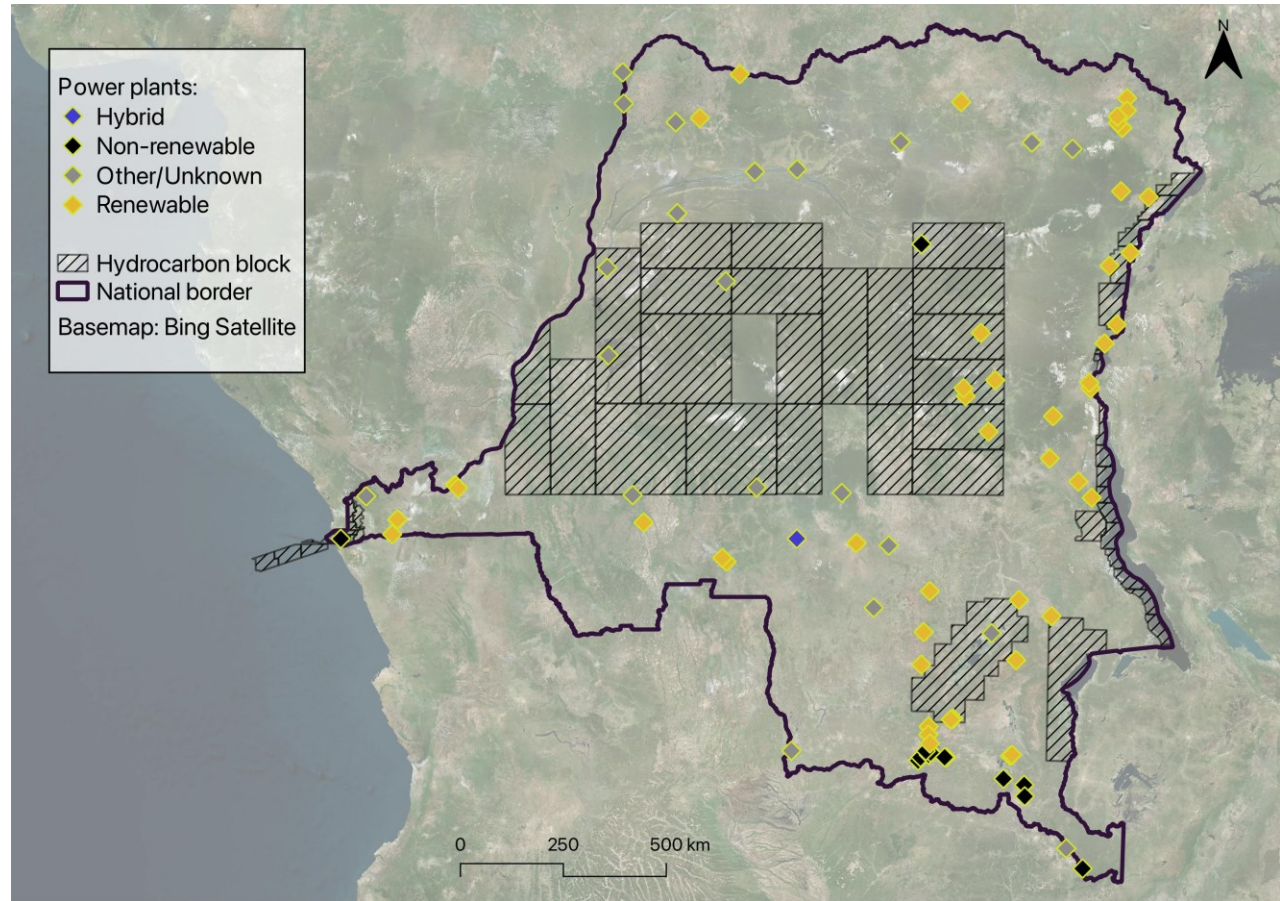 N
Power plants:
Hybrid
Non-renewable
Other/Unknown
Renewable
Hydrocarbon block
National border
Basemap: Bing Satellite
0 250 500 km